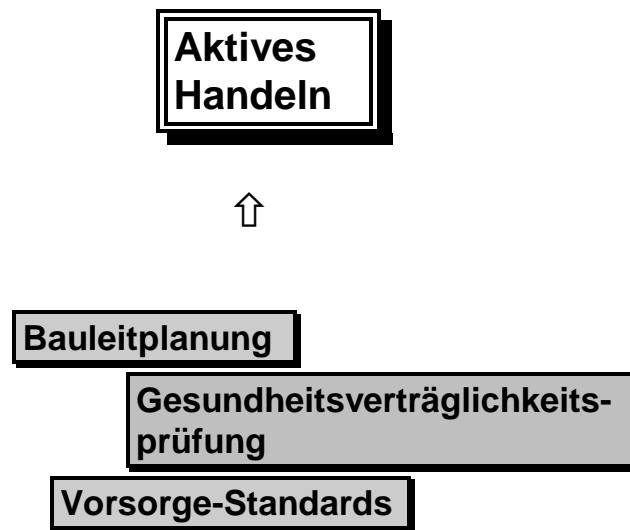 Aktives
Handeln
⇧
Bauleitplanung
Gesundheitsverträglichkeits-
prüfung
Vorsorge-Standards